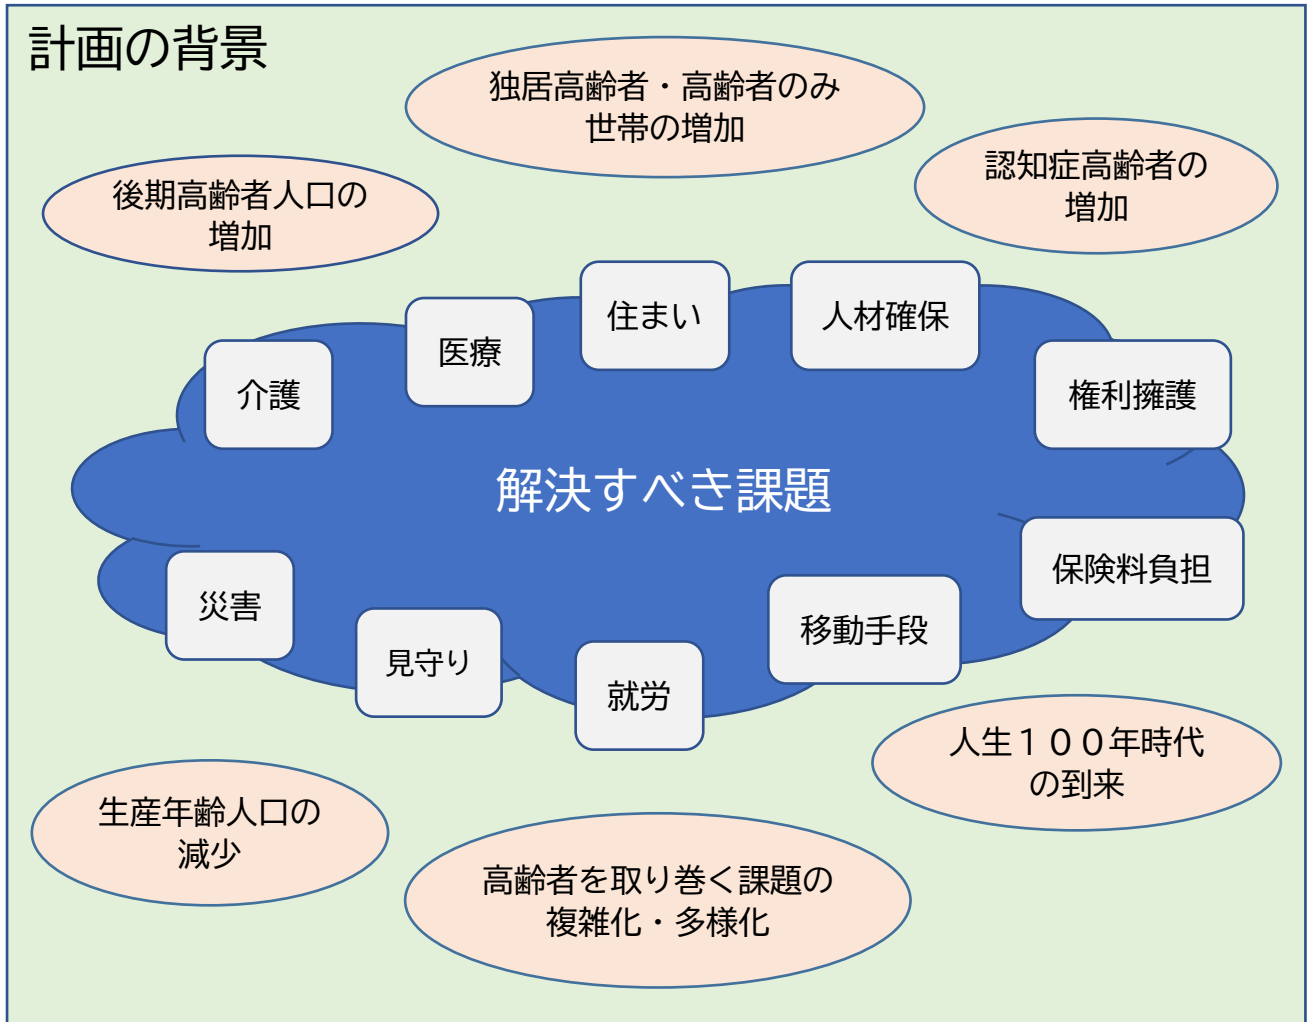 計画の背景
独居高齢者・高齢者のみ
世帯の増加
認知症高齢者の
増加
後期高齢者人口の
増加
介護
医療
住まい
人材確保
権利擁護
解決すべき課題
保険料負担
災害
見守り
就労
移動手段
人生１００年時代
の到来
生産年齢人口の
減少
高齢者を取り巻く課題の
複雑化・多様化